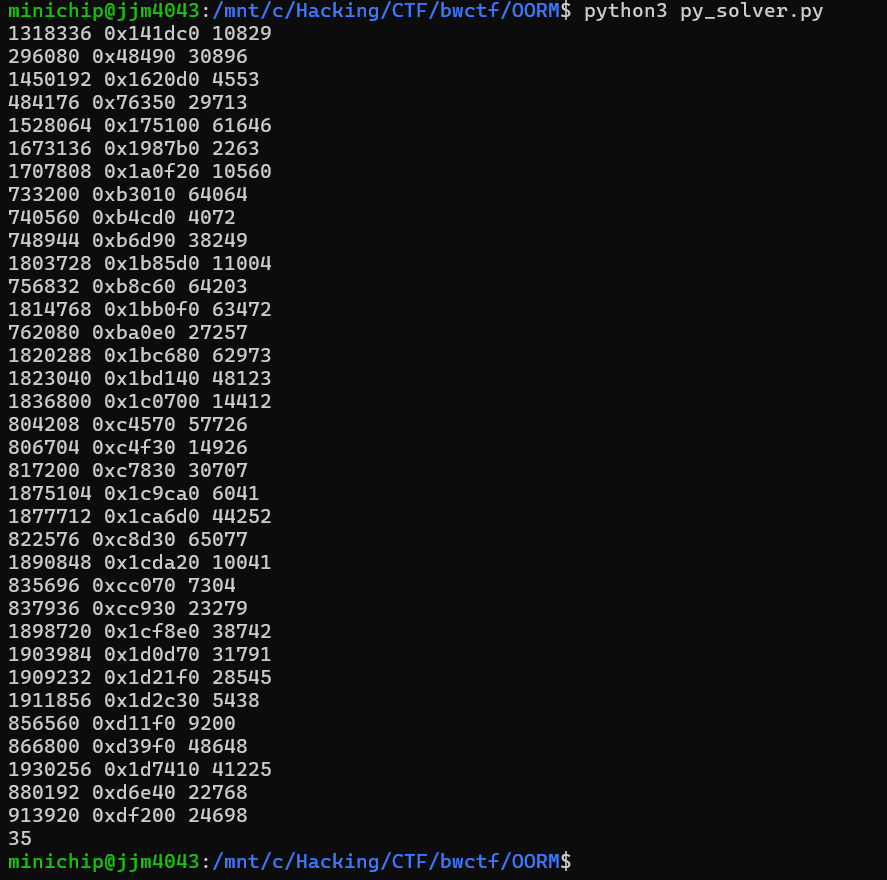 minichip@jjm4043:/mnt/c/Hacking/CTF/bwctf/OORM$ python3 py_solver.py
1318336 0x141dc0 10829
296080 0x48490 30896
1450192 0x1620d0 4553
484176 0x76350 29713
1528064 0x175100 61646
1673136 0x1987b0 2263
1707808 0x1a0f20 10560
733200 0xb3010 64064
740560 0xb4cd0 4072
748944 0xb6d90 38249
1803728 0x1b85d0 11004
756832 0xb8c60 64203
1814768 0x1bb0f0 63472
762080 0xba0e0 27257
1820288 0x1bc680 62973
1823040 0x1bd140 48123
1836800 0x1c0700 14412
804208 0xc4570 57726
806704 0xc4f30 14926
817200 0xc7830 30707
1875104 0x1c9ca0 6041
1877712 0x1ca6d0 44252
822576 0xc8d30 65077
1890848 0x1cda20 10041
835696 0xcc070 7304
837936 0xcc930 23279
1898720 0x1cf8e0 38742
1903984 0x1d0d70 31791
1909232 0x1d21f0 28545
1911856 0x1d2c30 5438
856560 0xd11f0 9200
866800 0xd39f0 48648
1930256 0x1d7410 41225
880192 0xd6e40 22768
913920 0xdf200 24698
35
minichip@jjm4043:/mnt/c/Hacking/CTF/bwctf/OORM$